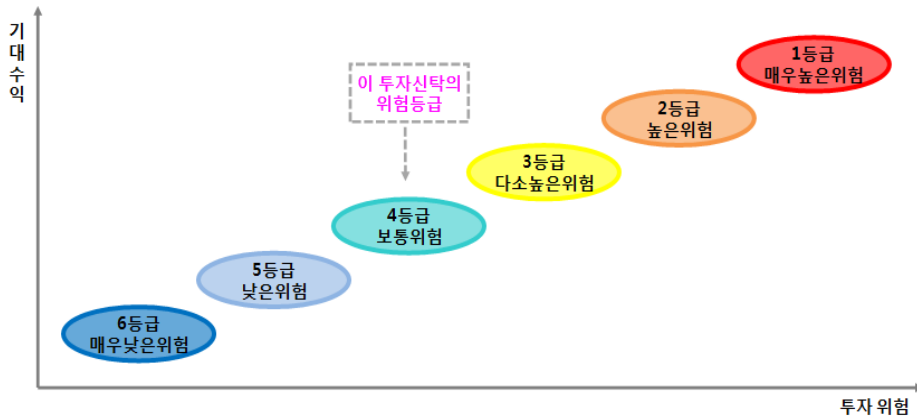 기
대
수
익
1등급
매우높은위험
이 투자신탁의
위험등급
2등급
높은위험
3등급
다소높은위험
4등급
보통위험
5등급
낮은위험
6등급
매우낮은위험
투자 위험